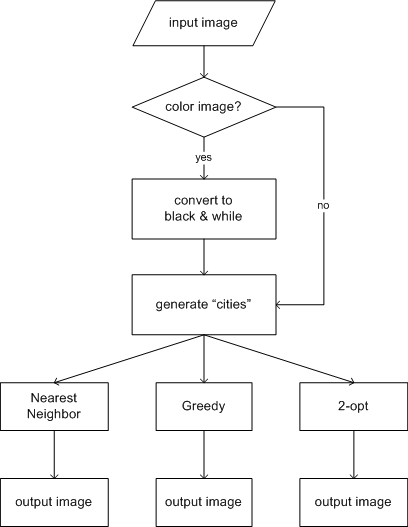 input image
color image?
yes
no
convert to
black & while
generate “cities”
Nearest
Neighbor
Greedy
2-opt
output image
output image
output image